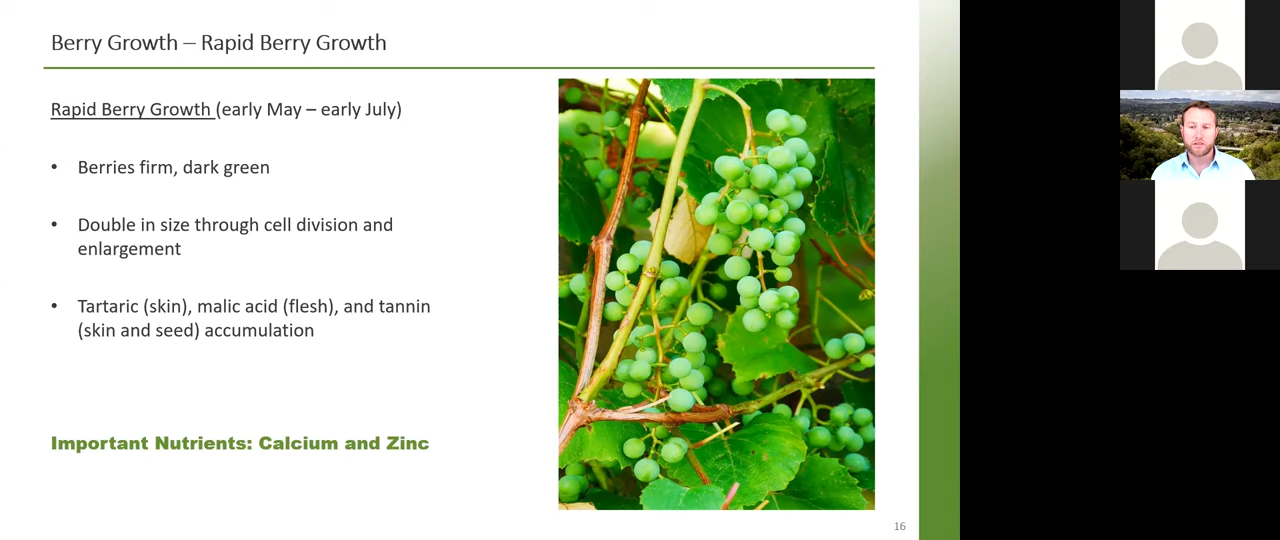 Berry Growth – Rapid Berry Growth
Rapid Berry Growth (early May – early July)
• Berries firm, dark green
• Double in size through cell division and
enlargement
• Tartaric (skin), malic acid (flesh), and tannin
(skin and seed) accumulation
Important Nutrients: Calcium and Zinc
16